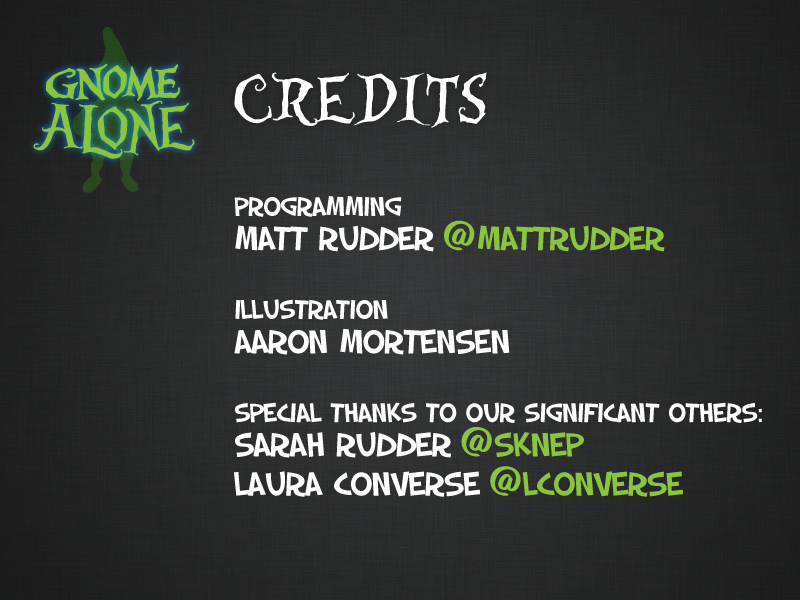 GNOME
ALONE
CREDITS
PROGRAMMING
MATT RUDDER @MATTRUDDER
ILLUSTRATION
AARON MORTENSEN
SPECIAL THANKS TO OUR SIGNIFICANT OTHERS:
SARAH RUDDER @SKNEP
LAURA CONVERSE @LCONVERSE